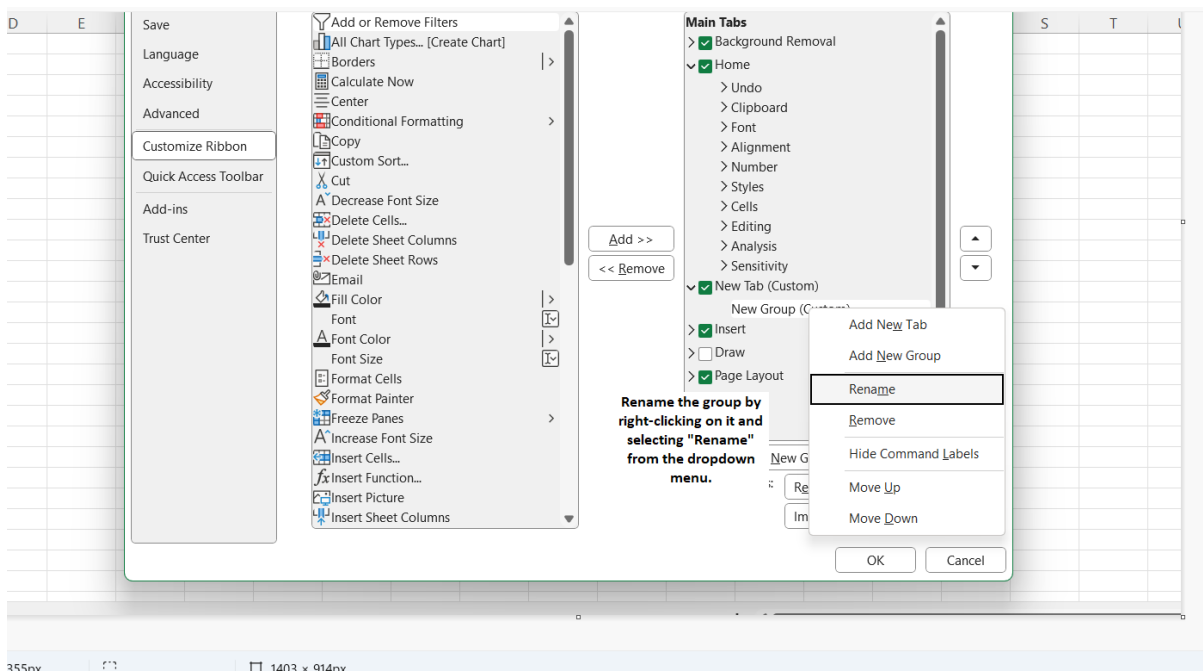 D
E
S
T
Save
Language
Accessibility
Advanced
Customize Ribbon
Quick Access Toolbar
Add-ins
Trust Center
Add or Remove Filters
All Chart Types... [Create Chart]
Borders
Calculate Now
Center
Conditional Formatting
Copy
Custom Sort...
Cut
Decrease Font Size
Delete Cells...
Delete Sheet Columns
Delete Sheet Rows
Email
Fill Color
Font
Font Color
Font Size
Format Cells
Format Painter
Freeze Panes
Increase Font Size
Insert Cells...
Insert Function...
Insert Picture
Insert Sheet Columns
Add >>
<< Remove
Main Tabs
Background Removal
Home
Undo
Clipboard
Font
Alignment
Number
Styles
Cells
Editing
Analysis
Sensitivity
New Tab (Custom)
New Group (Custom)
Insert
Draw
Page Layout
Rename the group by
right-clicking on it and
selecting "Rename"
from the dropdown
menu.
New G
Re
Im
Add New Tab
Add New Group
Rename
Remove
Hide Command Labels
Move Up
Move Down
OK
Cancel
355px
1403 × 914px